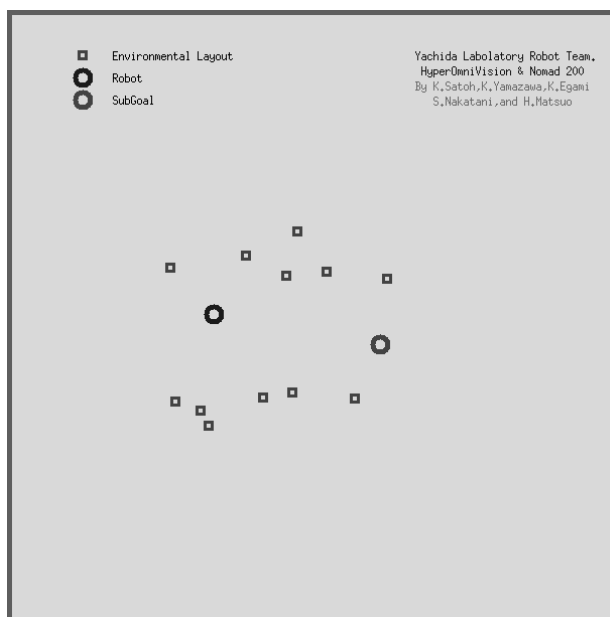 Environmental Layout
Robot
SubGoal
Yachida Labolatory Robot Team.
HyperOmniVision & Nomad 200
By K.Satoh,K.Yamazawa,K.Egami
S.Nakatani,and H.Matsuo